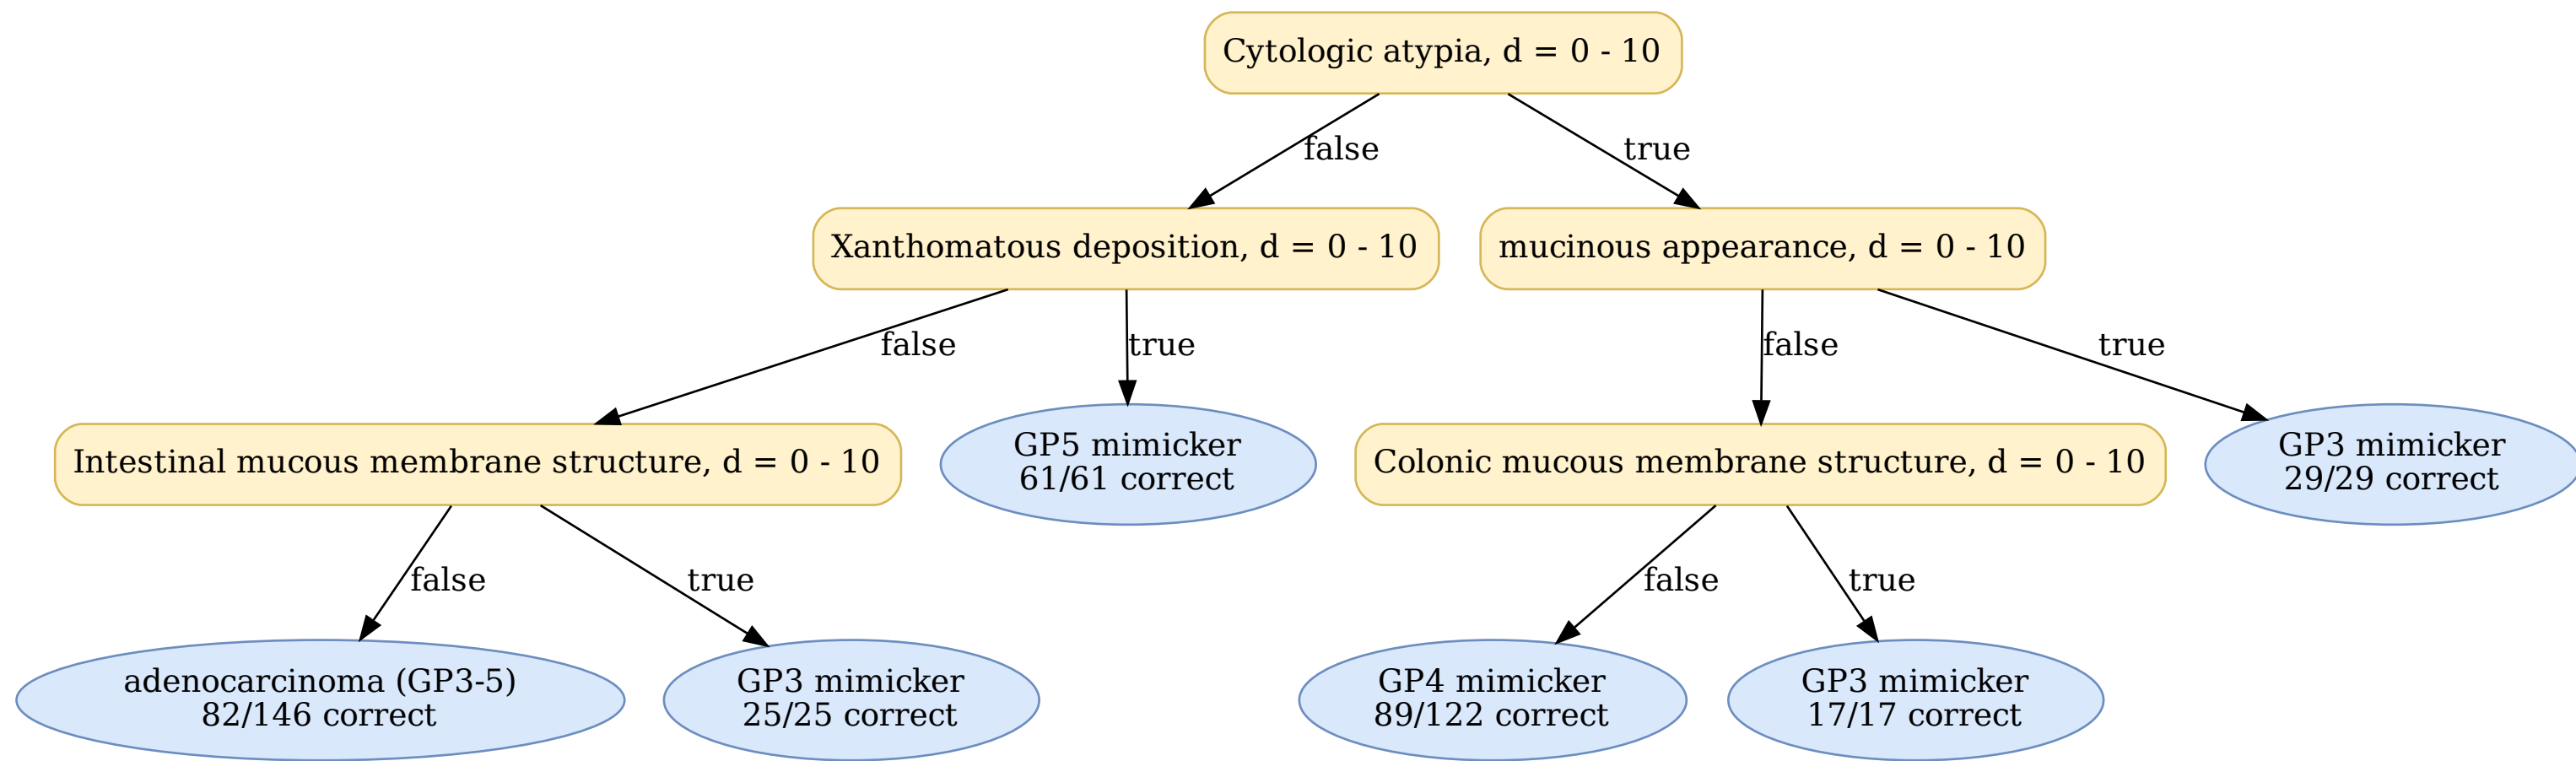 Cytologic atypia, d = 0 - 10
false
true
Xanthomatous deposition, d = 0 - 10
mucinous appearance, d = 0 - 10
false
true
false
true
Intestinal mucous membrane structure, d = 0 - 10
GP5 mimicker
61/61 correct
Colonic mucous membrane structure, d = 0 - 10
GP3 mimicker
29/29 correct
false
true
false
true
adenocarcinoma (GP3-5)
82/146 correct
GP3 mimicker
25/25 correct
GP4 mimicker
89/122 correct
GP3 mimicker
17/17 correct